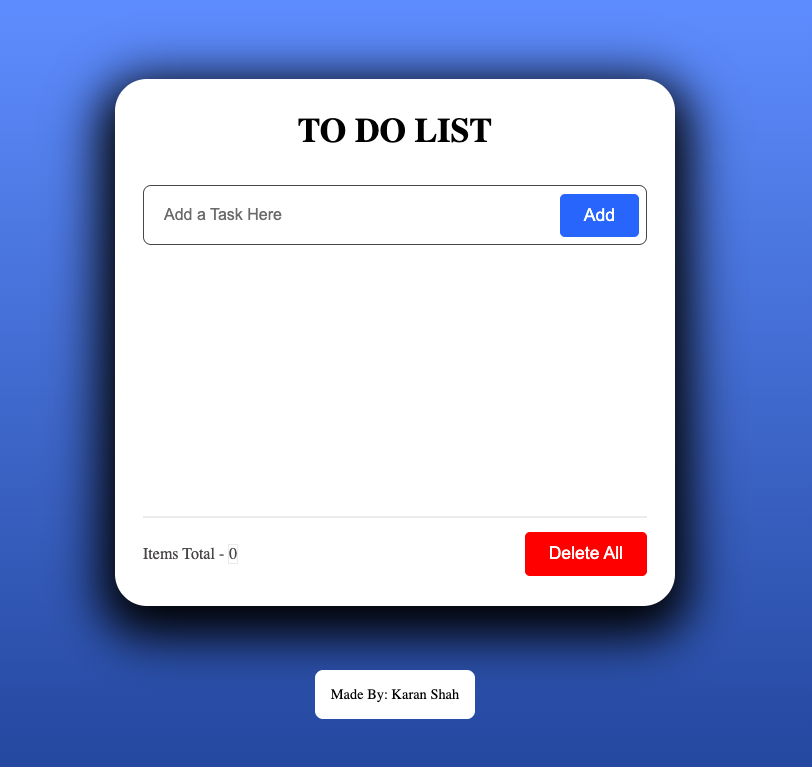 TO DO LIST
Add a Task Here
Add
Items Total - 0
Delete All
Made By: Karan Shah